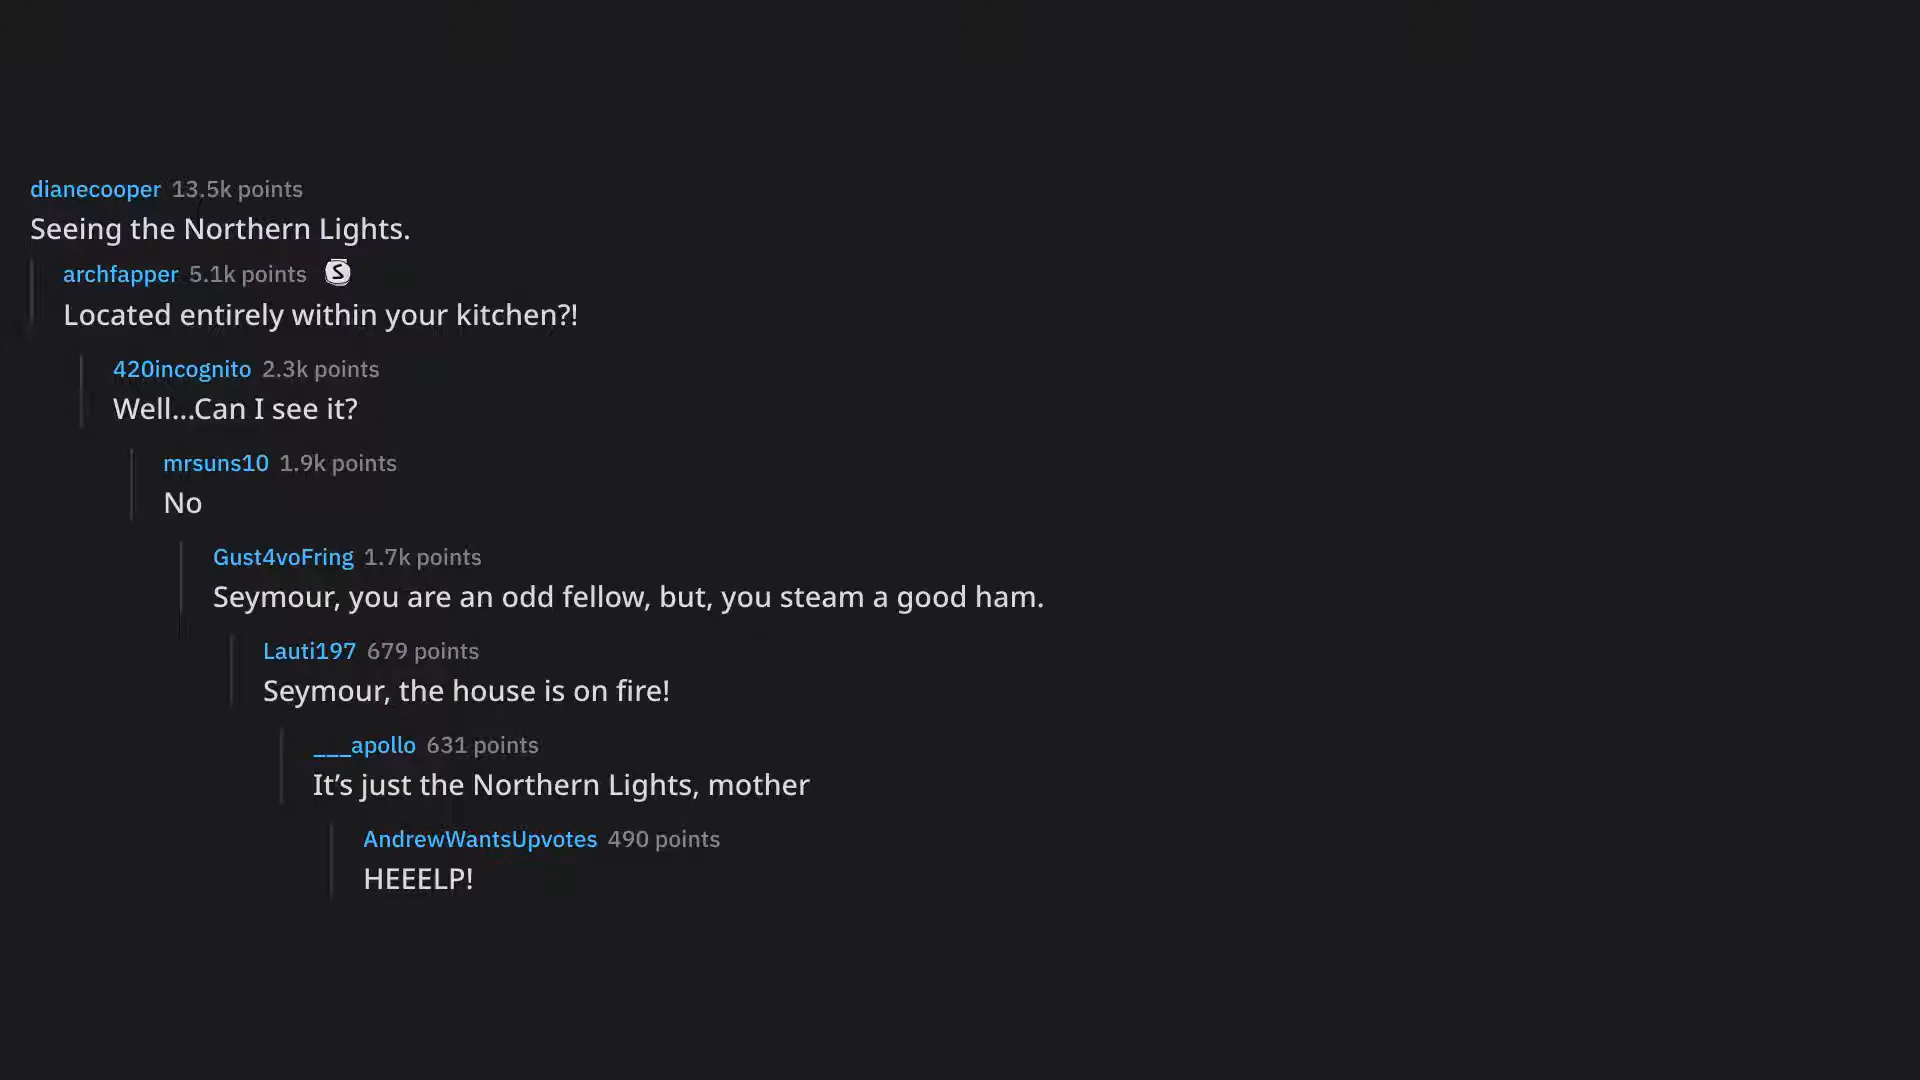 dianecooper 13.5k points
Seeing the Northern Lights.
archfapper 5.1k points S
Located entirely within your kitchen?!
420incognito 2.3k points
Well...Can I see it?
mrsuns10 1.9k points
No
Gust4voFring 1.7k points
Seymour, you are an odd fellow, but, you steam a good ham.
Lauti197 679 points
Seymour, the house is on fire!
___apollo 631 points
It’s just the Northern Lights, mother
AndrewWantsUpvotes 490 points
HEEELP!